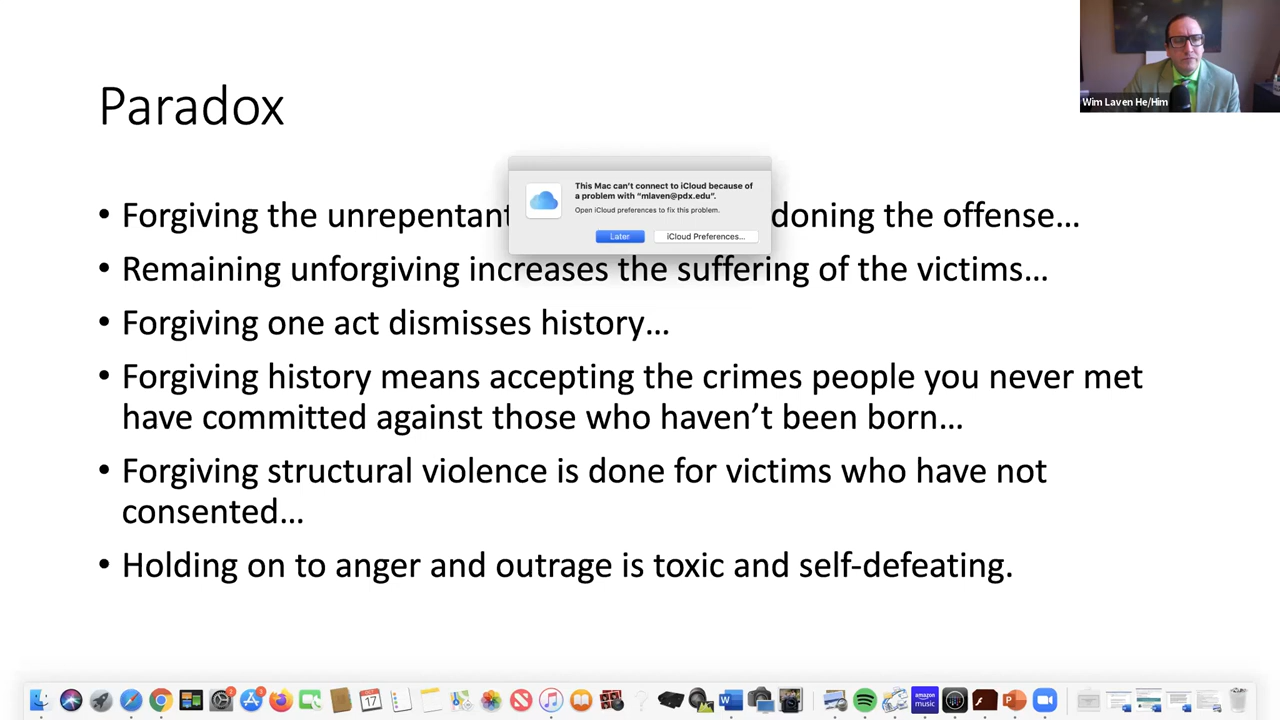 Wim Laven He/Him
Paradox
This Mac can't connect to iCloud because of
a problem with "mlaven@pdx.edu".
Open iCloud preferences to fix this problem.
Later
iCloud Preferences...
• Forgiving the unrepentant doning the offense…
• Remaining unforgiving increases the suffering of the victims…
• Forgiving one act dismisses history…
• Forgiving history means accepting the crimes people you never met
have committed against those who haven't been born…
• Forgiving structural violence is done for victims who have not
consented…
• Holding on to anger and outrage is toxic and self-defeating.
17
amazon
music